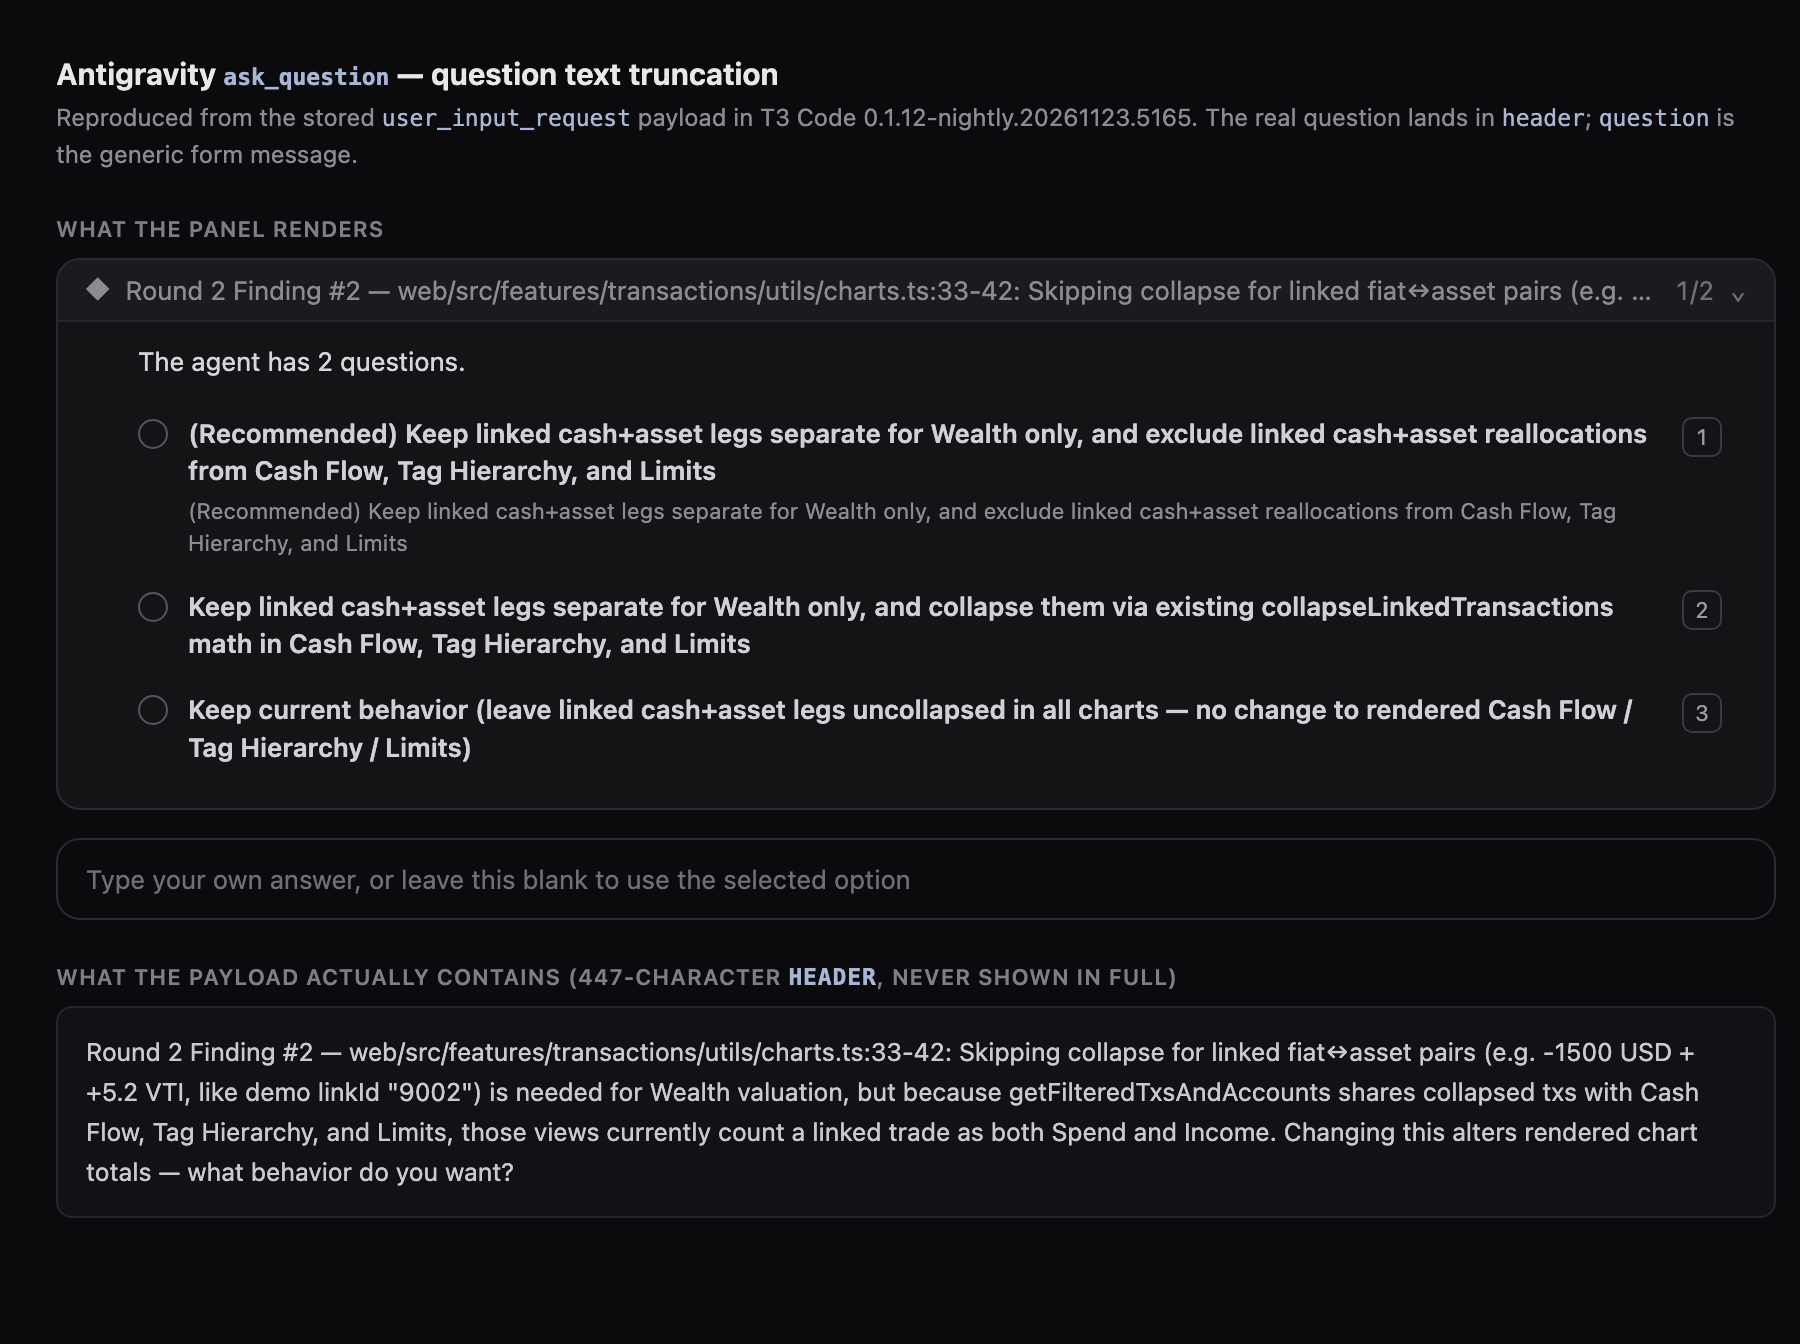 Antigravity ask_question — question text truncation
Reproduced from the stored user_input_request payload in T3 Code 0.1.12-nightly.20261123.5165. The real question lands in header; question is
the generic form message.
WHAT THE PANEL RENDERS
Round 2 Finding #2 — web/src/features/transactions/utils/charts.ts:33-42: Skipping collapse for linked fiat↔asset pairs (e.g. ... 1/2
The agent has 2 questions.
(Recommended) Keep linked cash+asset legs separate for Wealth only, and exclude linked cash+asset reallocations 1
from Cash Flow, Tag Hierarchy, and Limits
(Recommended) Keep linked cash+asset legs separate for Wealth only, and exclude linked cash+asset reallocations from Cash Flow, Tag
Hierarchy, and Limits
Keep linked cash+asset legs separate for Wealth only, and collapse them via existing collapseLinkedTransactions 2
math in Cash Flow, Tag Hierarchy, and Limits
Keep current behavior (leave linked cash+asset legs uncollapsed in all charts — no change to rendered Cash Flow / 3
Tag Hierarchy / Limits)
Type your own answer, or leave this blank to use the selected option
WHAT THE PAYLOAD ACTUALLY CONTAINS (447-CHARACTER HEADER, NEVER SHOWN IN FULL)
Round 2 Finding #2 — web/src/features/transactions/utils/charts.ts:33-42: Skipping collapse for linked fiat↔asset pairs (e.g. -1500 USD +
+5.2 VTI, like demo linkId "9002") is needed for Wealth valuation, but because getFilteredTxsAndAccounts shares collapsed txs with Cash
Flow, Tag Hierarchy, and Limits, those views currently count a linked trade as both Spend and Income. Changing this alters rendered chart
totals — what behavior do you want?